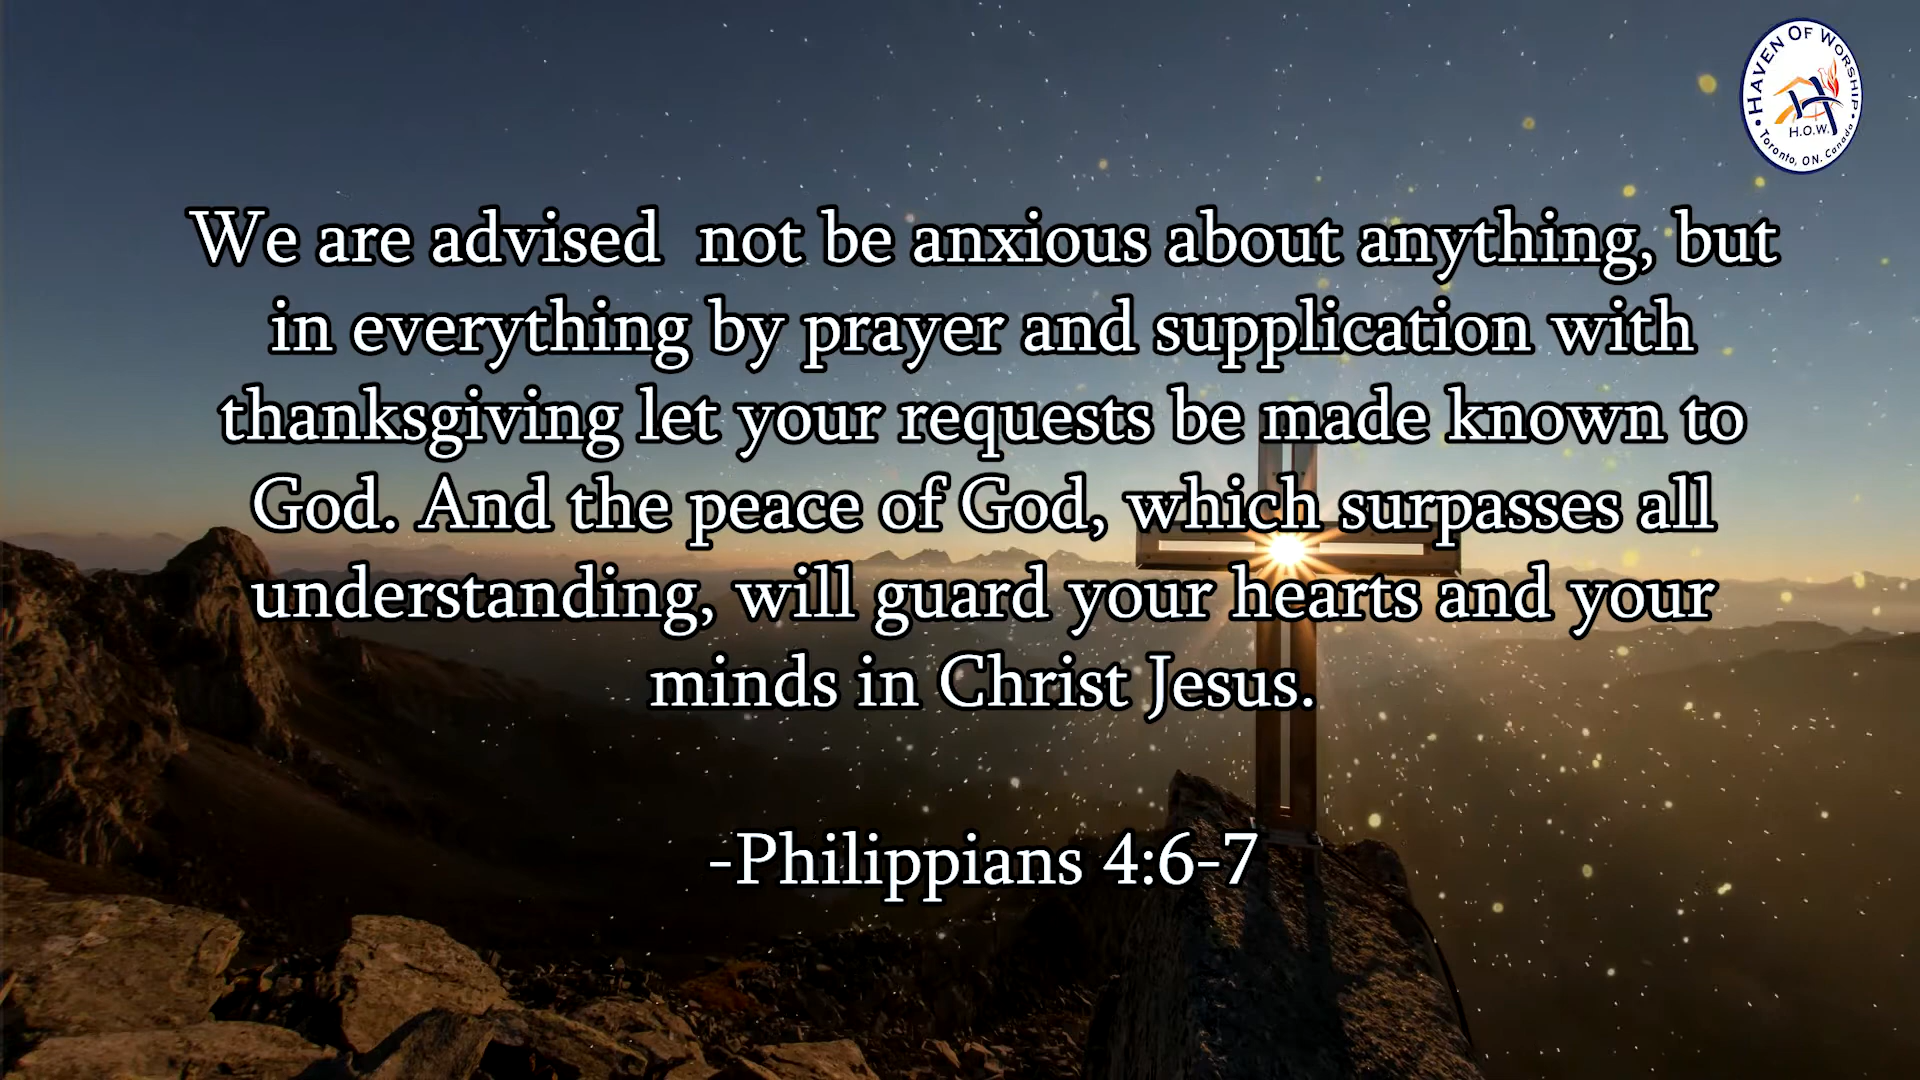 HAVEN OF WORSHIP
H.O.W.
Toronto, ON. Canada
We are advised  not be anxious about anything, but
in everything by prayer and supplication with
thanksgiving let your requests be made known to
God. And the peace of God, which surpasses all
understanding, will guard your hearts and your
minds in Christ Jesus.
-Philippians 4:6-7